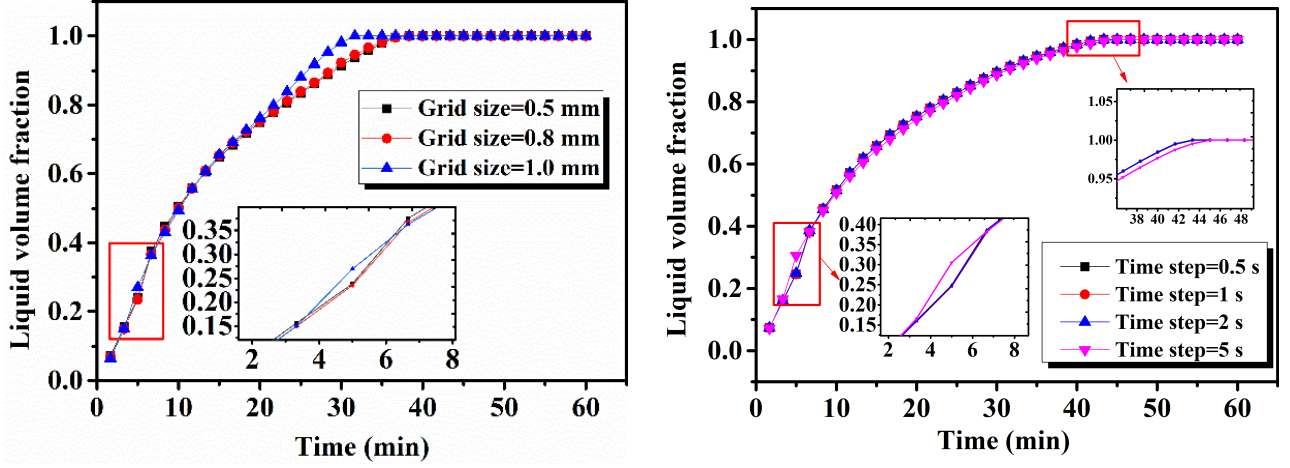 Liquid volume fraction
1.0
0.8
0.6
0.4
0.2
0.0
Grid size=0.5 mm
Grid size=0.8 mm
Grid size=1.0 mm
0.35
0.30
0.25
0.20
0.15
2 4 6 8
0 10 20 30 40 50 60
Time (min)
Liquid volume fraction
1.0
0.8
0.6
0.4
0.2
0.0
1.05
1.00
0.95
38 40 42 44 46 48
0.40
0.35
0.30
0.25
0.20
0.15
2 4 6 8
Time step=0.5 s
Time step=1 s
Time step=2 s
Time step=5 s
0 10 20 30 40 50 60
Time (min)